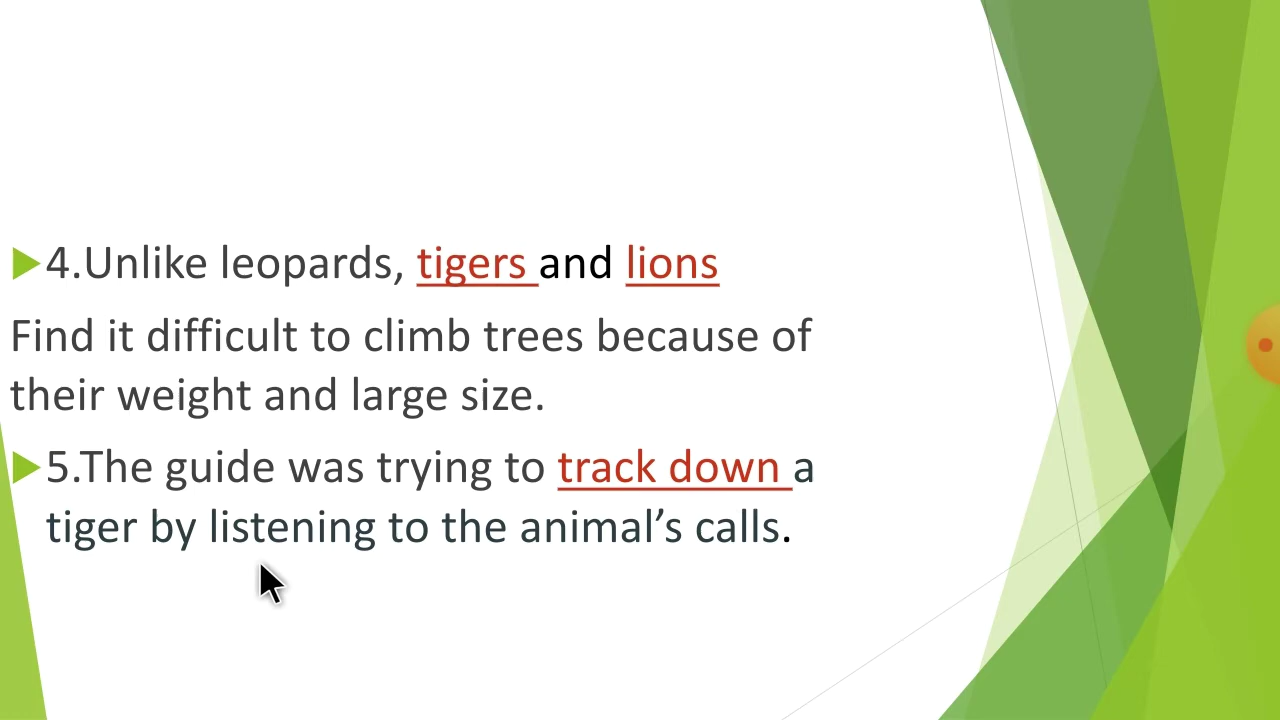 4.Unlike leopards, tigers and lions
Find it difficult to climb trees because of
their weight and large size.
5.The guide was trying to track down a
tiger by listening to the animal’s calls.